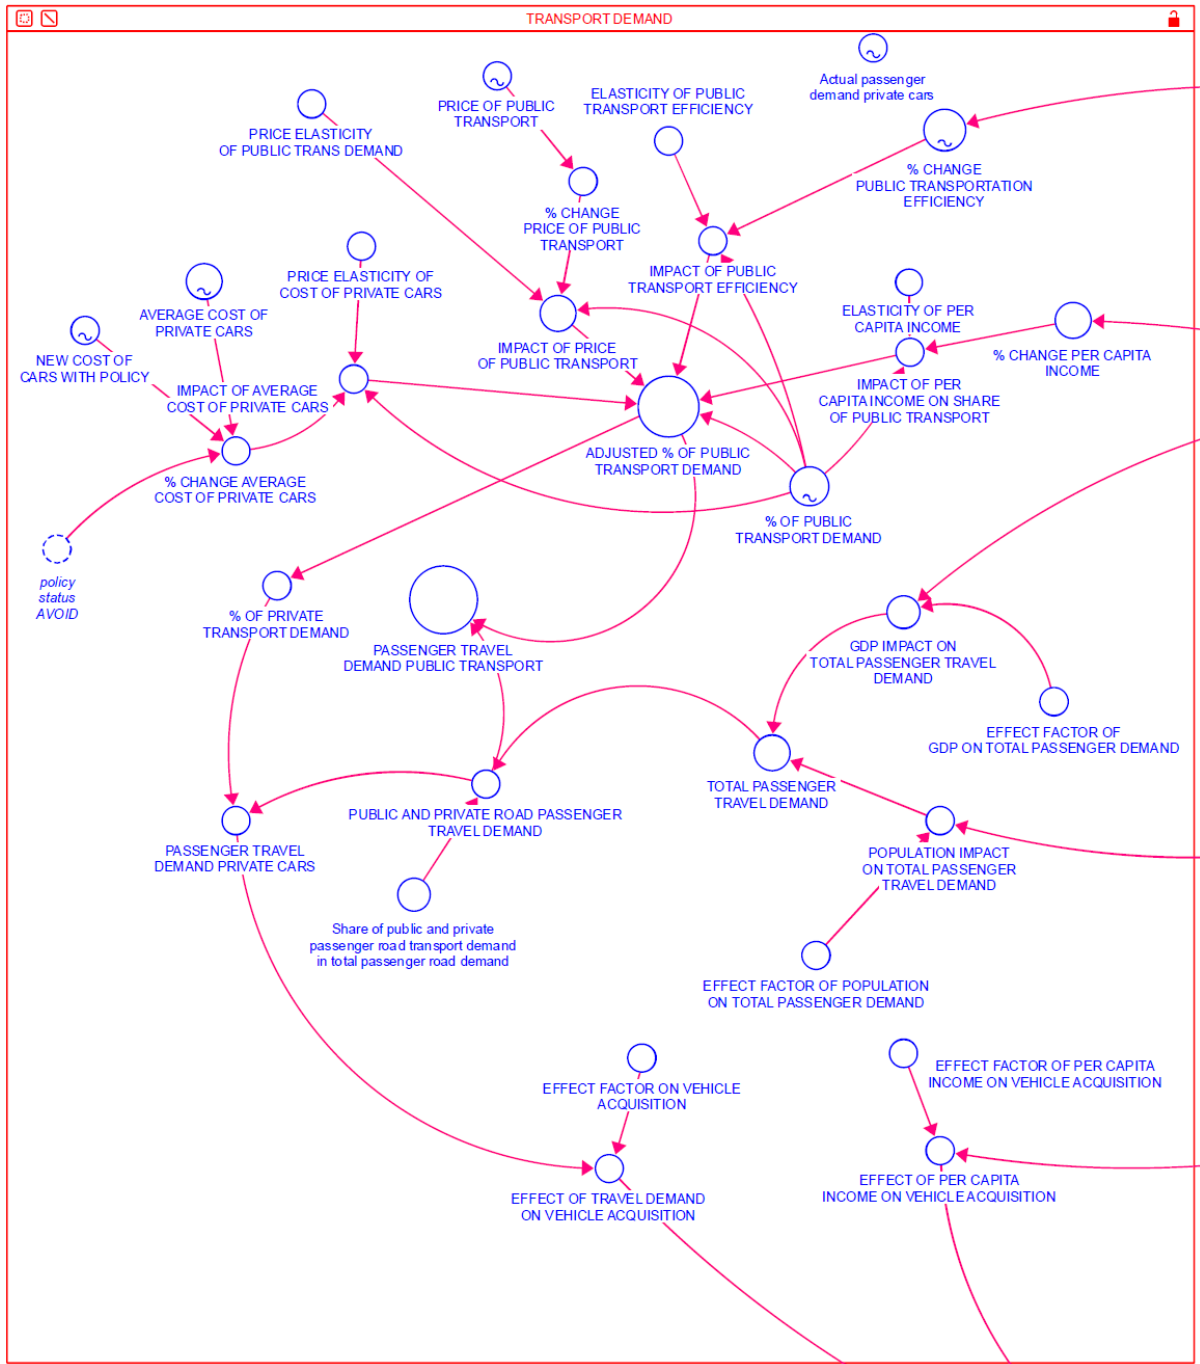 TRANSPORT DEMAND
Actual passenger
demand private cars
PRICE OF PUBLIC
TRANSPORT
ELASTICITY OF PUBLIC
TRANSPORT EFFICIENCY
PRICE ELASTICITY
OF PUBLIC TRANS DEMAND
% CHANGE
PUBLIC TRANSPORTATION
EFFICIENCY
% CHANGE
PRICE OF PUBLIC
TRANSPORT
PRICE ELASTICITY OF
COST OF PRIVATE CARS
IMPACT OF PUBLIC
TRANSPORT EFFICIENCY
AVERAGE COST OF
PRIVATE CARS
ELASTICITY OF PER
CAPITA INCOME
NEW COST OF
CARS WITH POLICY
IMPACT OF PRICE
OF PUBLIC TRANSPORT
% CHANGE PER CAPITA
INCOME
IMPACT OF AVERAGE
COST OF PRIVATE CARS
IMPACT OF PER
CAPITA INCOME ON SHARE
OF PUBLIC TRANSPORT
ADJUSTED % OF PUBLIC
TRANSPORT DEMAND
% CHANGE AVERAGE
COST OF PRIVATE CARS
% OF PUBLIC
TRANSPORT DEMAND
policy
status
AVOID
% OF PRIVATE
TRANSPORT DEMAND
PASSENGER TRAVEL
DEMAND PUBLIC TRANSPORT
GDP IMPACT ON
TOTAL PASSENGER TRAVEL
DEMAND
EFFECT FACTOR OF
GDP ON TOTAL PASSENGER DEMAND
TOTAL PASSENGER
TRAVEL DEMAND
PUBLIC AND PRIVATE ROAD PASSENGER
TRAVEL DEMAND
PASSENGER TRAVEL
DEMAND PRIVATE CARS
POPULATION IMPACT
ON TOTAL PASSENGER
TRAVEL DEMAND
Share of public and private
passenger road transport demand
in total passenger road demand
EFFECT FACTOR OF POPULATION
ON TOTAL PASSENGER DEMAND
EFFECT FACTOR ON VEHICLE
ACQUISITION
EFFECT FACTOR OF PER CAPITA
INCOME ON VEHICLE ACQUISITION
EFFECT OF TRAVEL DEMAND
ON VEHICLE ACQUISITION
EFFECT OF PER CAPITA
INCOME ON VEHICLE ACQUISITION